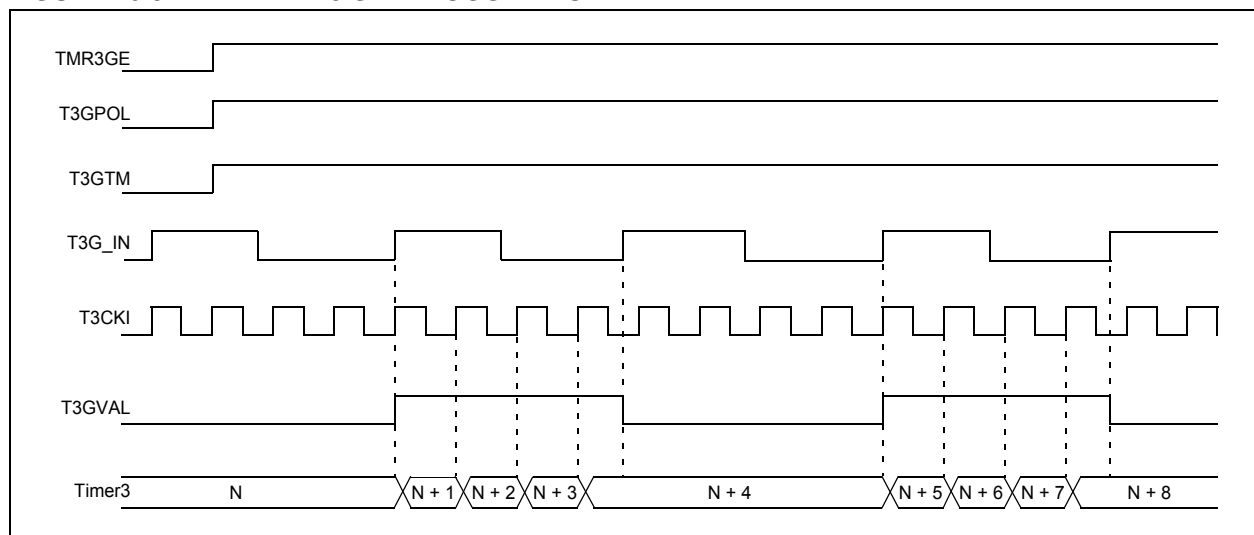 TMR3GE
T3GPOL
T3GTM
T3G_IN
T3CKI
T3GVAL
Timer3 N N + 1 N + 2 N + 3 N + 4 N + 5 N + 6 N + 7 N + 8